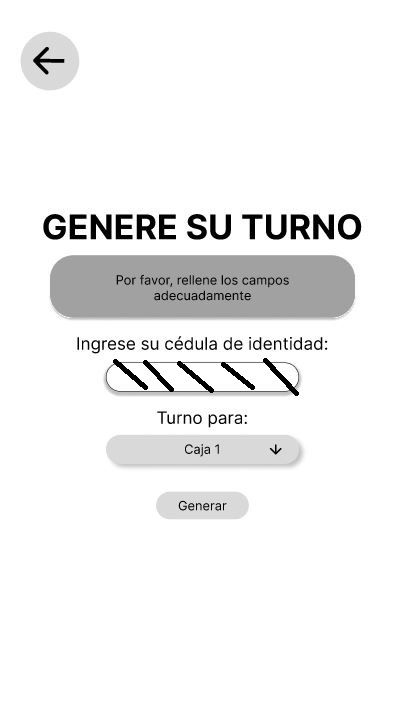 GENERE SU TURNO
Por favor, rellene los campos
adecuadamente
Ingrese su cédula de identidad:
Turno para:
Caja 1
Generar